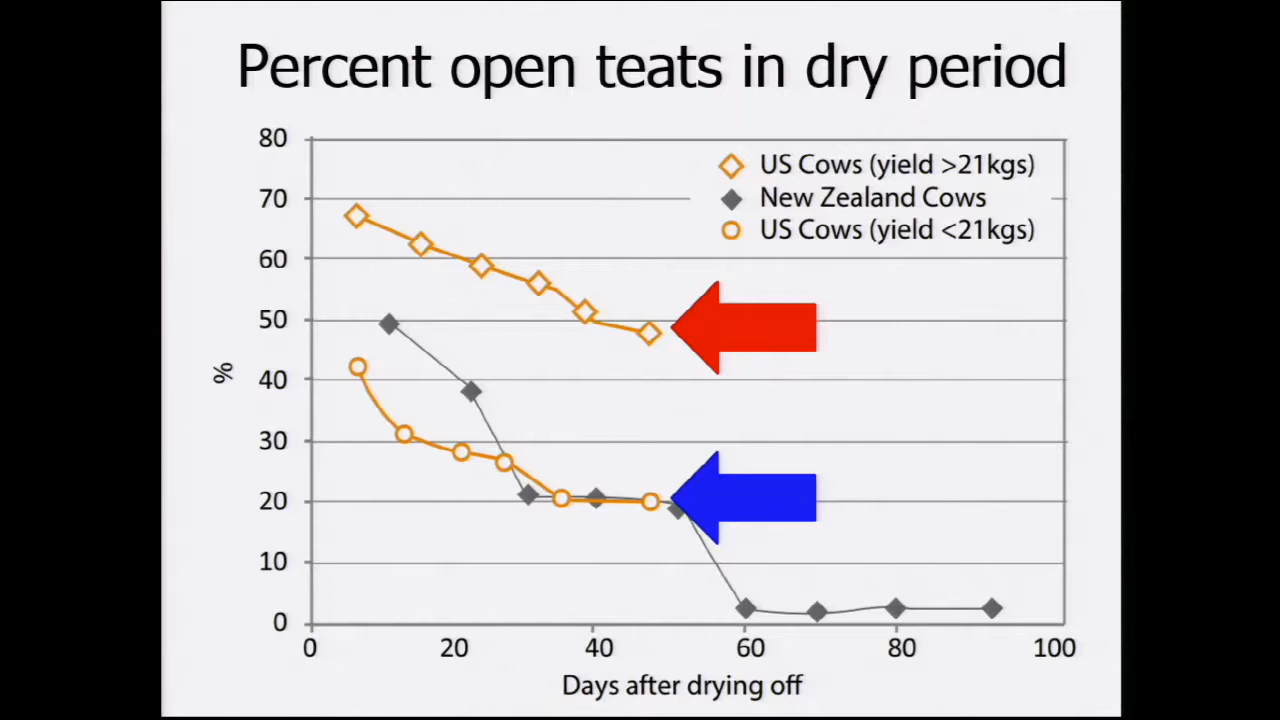 Percent open teats in dry period
80
70
60
50
40
30
20
10
0
%
US Cows (yield >21kgs)
New Zealand Cows
US Cows (yield <21kgs)
0 20 40 60 80 100
Days after drying off